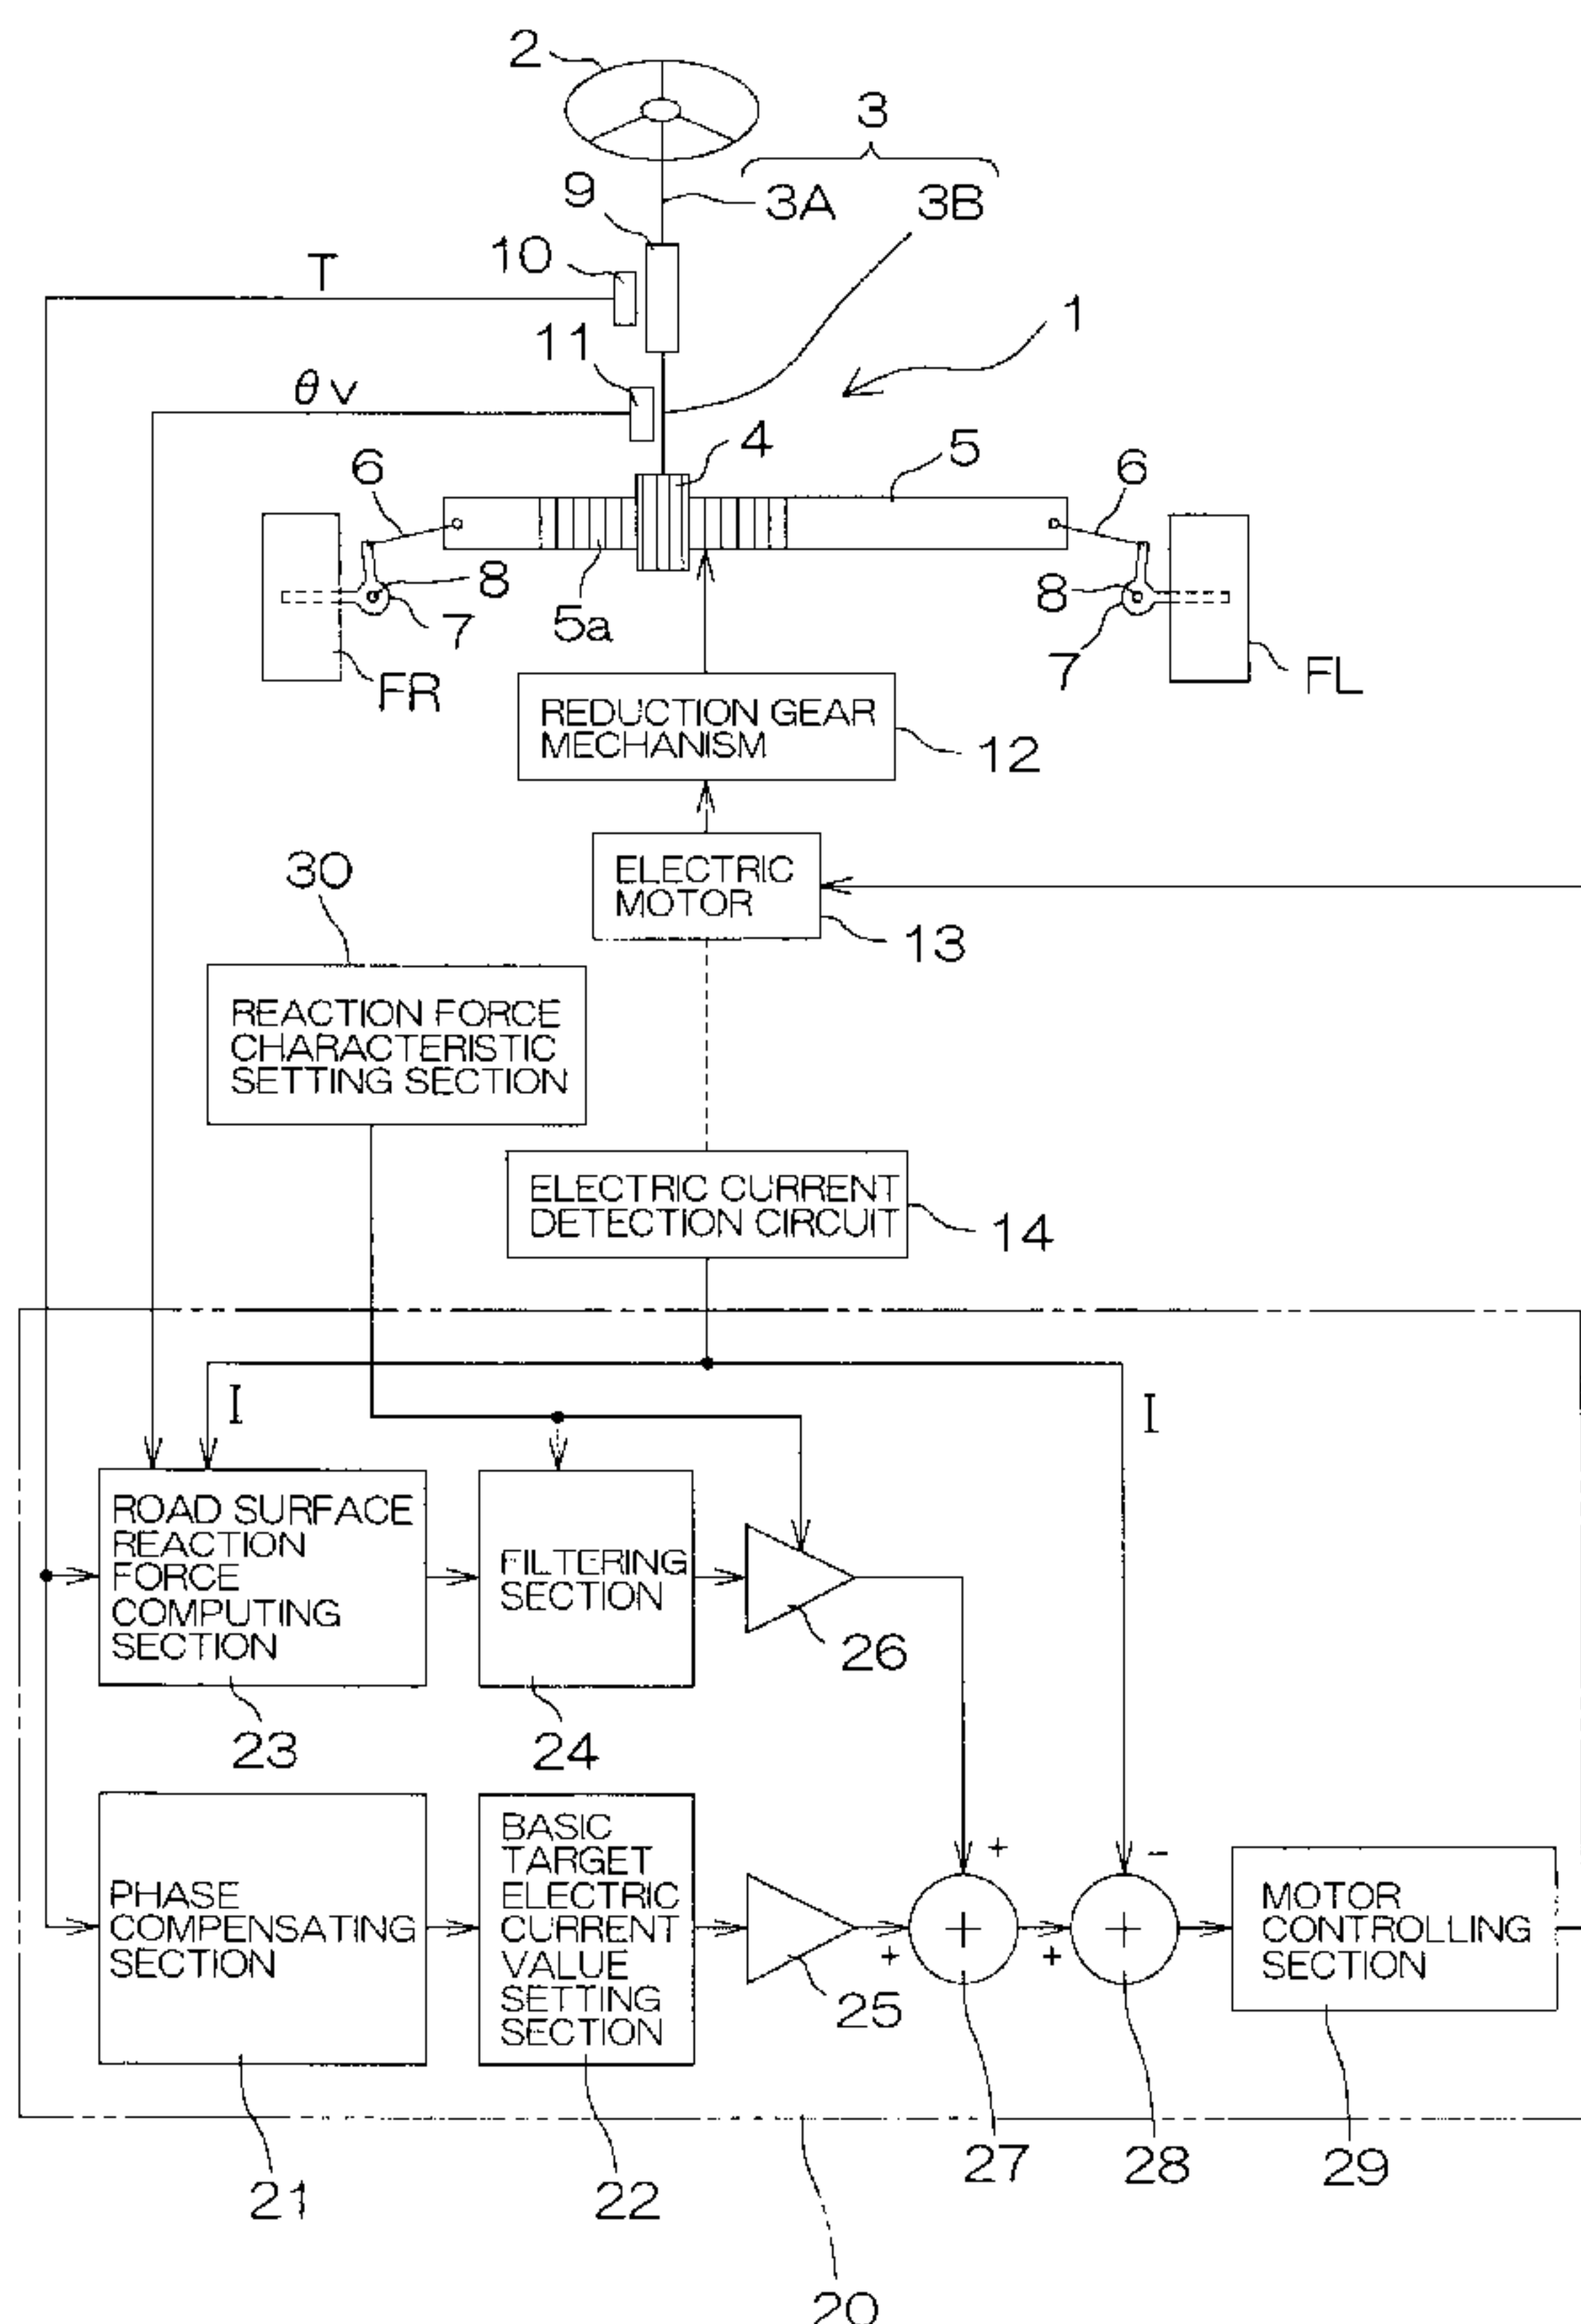 2
3
9
3A
3B
10
T
1
11
θv
4
5
6
6
8
8
7
5a
7
FR
FL
REDUCTION GEAR
MECHANISM
12
30
ELECTRIC
MOTOR
13
REACTION FORCE
CHARACTERISTIC
SETTING SECTION
ELECTRIC CURRENT
DETECTION CIRCUIT
14
I
I
ROAD SURFACE
REACTION
FORCE
COMPUTING
SECTION
FILTERING
SECTION
26
23
24
PHASE
COMPENSATING
SECTION
BASIC
TARGET
ELECTRIC
CURRENT
VALUE
SETTING
SECTION
+
−
+
+
+
+
25
MOTOR
CONTROLLING
SECTION
21
22
27
28
29
20